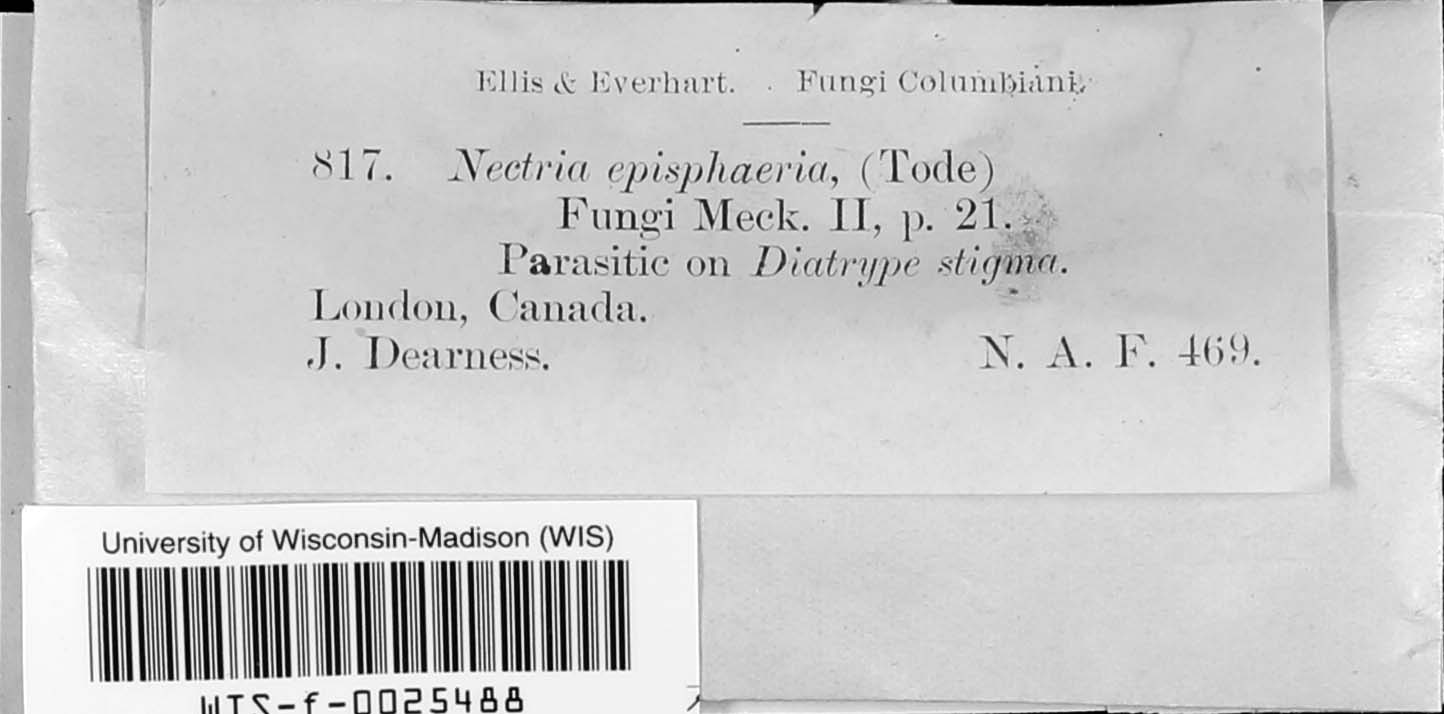 Ellis & Everhart. Fungi Columbiani.
817. Nectria episphaeria, (Tode)
Fungi Meck. II, p. 21.
Parasitic on Diatrype stigma.
London, Canada.
J. Dearness. N. A. F. 469.
University of Wisconsin-Madison (WIS)
WIS-f-0025488